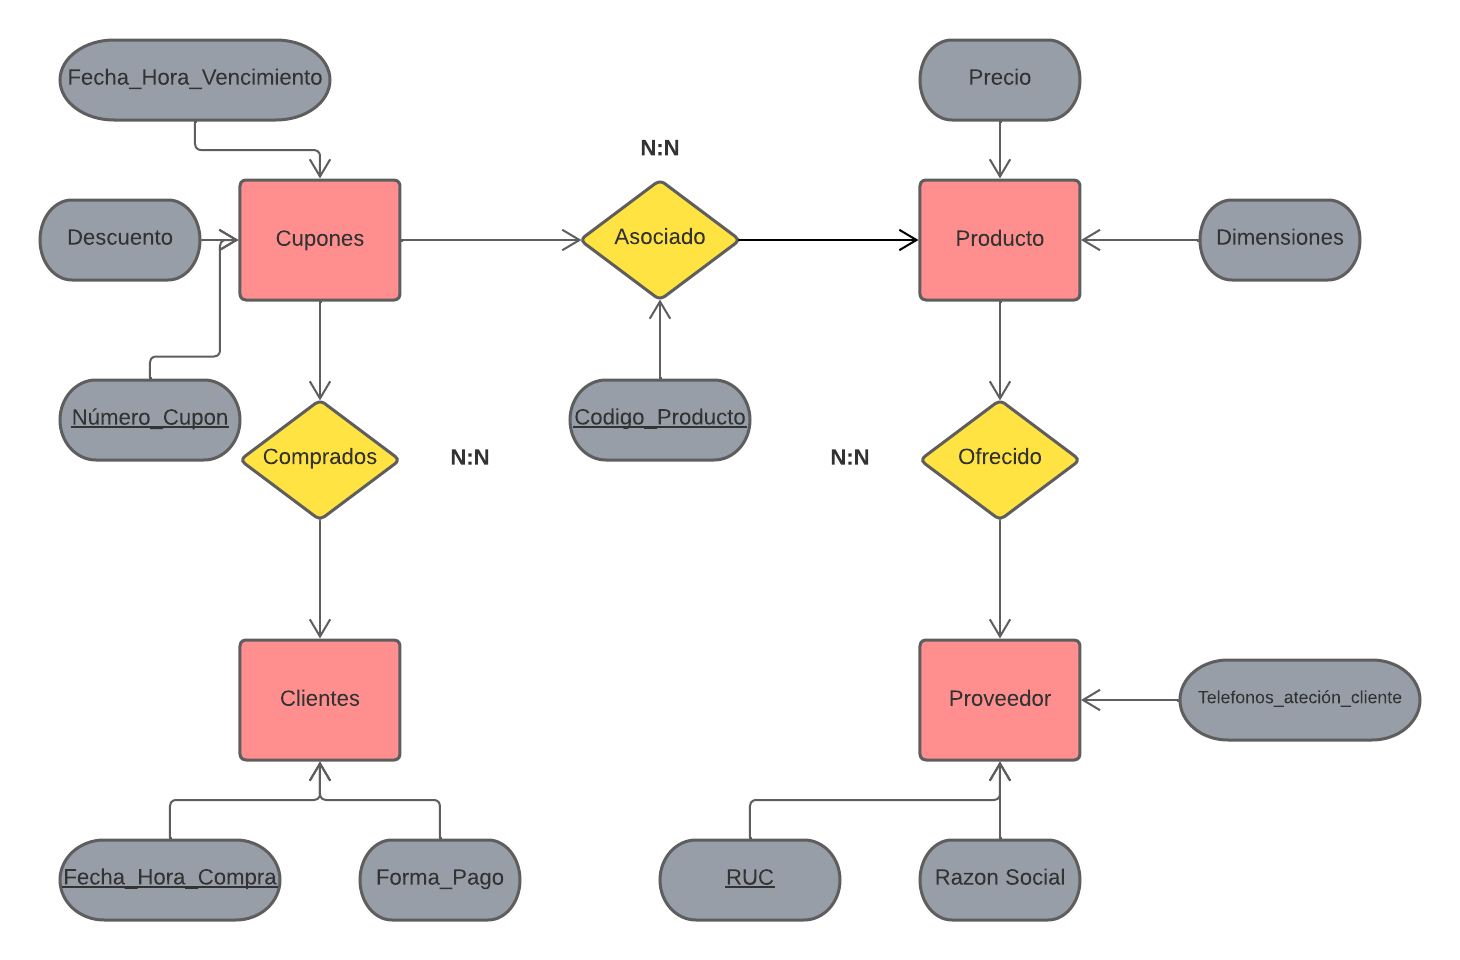 Fecha_Hora_Vencimiento
Precio
N:N
Descuento
Cupones
Asociado
Producto
Dimensiones
Número_Cupon
Codigo_Producto
Comprados
N:N
N:N
Ofrecido
Clientes
Proveedor
Telefonos_ateción_cliente
Fecha_Hora_Compra
Forma_Pago
RUC
Razon Social